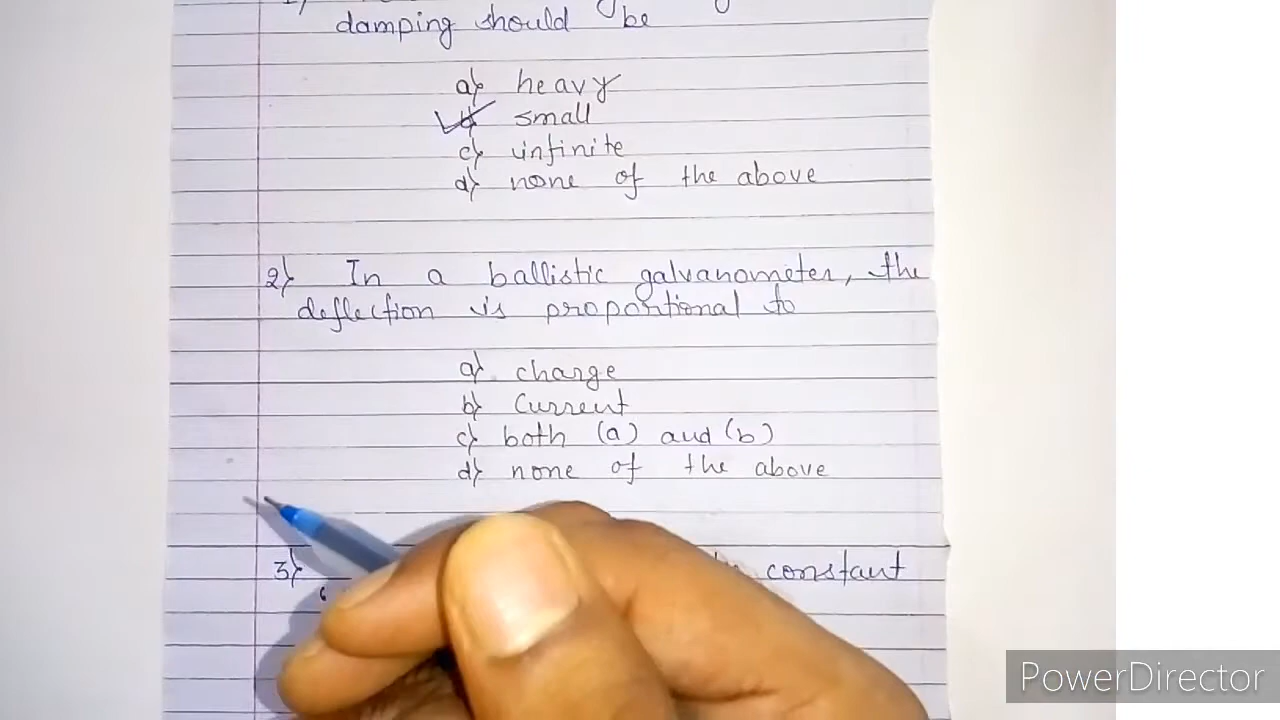 1)
damping should be
a) heavy
b) small
c) infinite
d) none of the above
2) In a ballistic galvanometer, the
deflection is proportional to
a) charge
b) Current
c) both (a) and (b)
d) none of the above
3) constant
PowerDirector